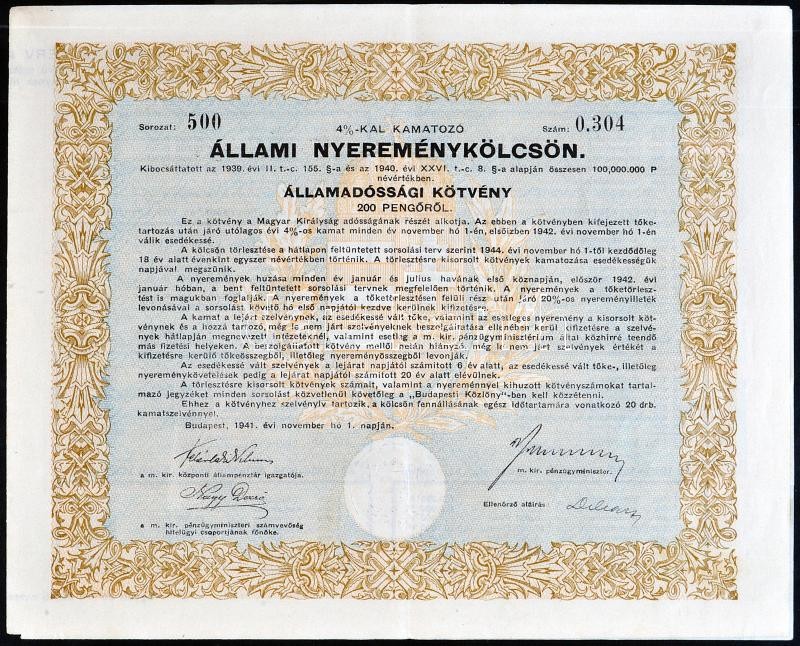 Sorozat: 500
4%-KAL KAMATOZÓ
Szám: 0.304
ÁLLAMI NYEREMÉNYKÖLCSÖN.
Kibocsáttatott az 1939. évi II. t.-c. 155. §-a és az 1940. évi XXVI. t.-c. 8. §-a alapján összesen 100,000.000 P
névértékben.
ÁLLAMADÓSSÁGI KÖTVÉNY
200 PENGŐRŐL.
Ez a kötvény a Magyar Királyság adósságának részét alkotja. Az ebben a kötvényben kifejezett tőke-
tartozás után járó utólagos évi 4%-os kamat minden év november hó 1-én, elsőízben 1942. évi november hó 1-én
válik esedékessé.
A kölcsön törlesztése a hátlapon feltüntetett sorsolási terv szerint 1944. évi november hó 1-től kezdődőleg
18 év alatt évenkint egyszer névértékben történik. A törlesztésre kisorsolt kötvények kamatozása esedékességük
napjával megszűnik.
A nyeremények huzása minden év január és julius havának első köznapján, először 1942. évi
január hóban, a bent feltüntetett sorsolási tervnek megfelelően történik. A nyeremények a tőketörlesz-
tést is magukban foglalják. A nyeremények a tőketörlesztésen felüli rész után járó 20%-os nyereményilleték
levonásával a sorsolást követő hó első napjától kezdve kerülnek kifizetésre.
A kamat a lejárt szelvénynek, az esedékessé vált tőke, valamint az esetleges nyeremény a kisorsolt köt-
vénynek és a hozzá tartozó, még le nem járt szelvényeknek beszolgáltatása ellenében kerül kifizetésre a szelvé-
nyek hátlapján megnevezett intézeteknél, valamint esetleg a m. kir. pénzügyminisztérium által közhírré teendő
más fizetési helyeken. A beszolgáltatott kötvény mellől netán hiányzó, le nem járt szelvények értékét a
kifizetésre kerülő tőkeösszegből, illetőleg nyereményösszegből levonják.
Az esedékessé vált szelvények a lejárat napjától számított 6 év alatt, az esedékessé vált tőke-, illetőleg
nyereménykövetelések pedig a lejárat napjától számított 20 év alatt elévülnek.
A törlesztésre kisorsolt kötvények számait, valamint a nyereménnyel kihuzott kötvényszámokat tartal-
mazó jegyzéket minden sorsolást közvetlenül követőleg a „Budapesti Közlöny"-ben kell közzétenni.
Ehhez a kötvényhez szelvényív tartozik, a kölcsön fennállásának egész időtartamára vonatkozó 20 drb.
kamatszelvénnyel.
Budapest, 1941. évi november hó 1. napján.
a m. kir. központi állampénztár igazgatója.
m. kir. pénzügyminiszter.
Nagy Dezső
Ellenőrző aláírás:
a m. kir. pénzügyminiszteri számvevőség
hitelügyi csoportjának főnöke.